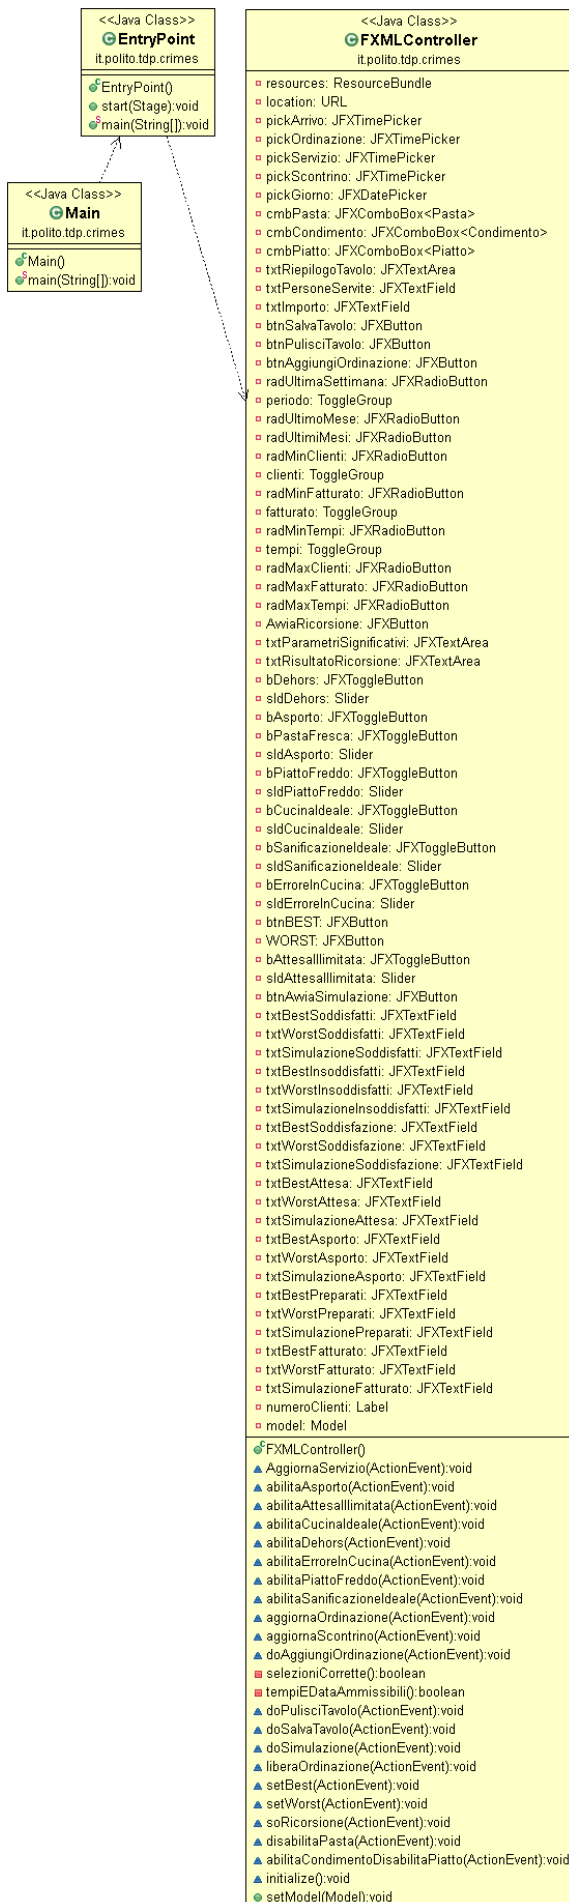 <<Java Class>>
EntryPoint
it.polito.tdp.crimes
EntryPoint()
start(Stage):void
main(String[]):void
<<Java Class>>
Main
it.polito.tdp.crimes
Main()
main(String[]):void
<<Java Class>>
FXMLController
it.polito.tdp.crimes
resources: ResourceBundle
location: URL
pickArrivo: JFXTimePicker
pickOrdinazione: JFXTimePicker
pickServizio: JFXTimePicker
pickScontrino: JFXTimePicker
pickGiorno: JFXDatePicker
cmbPasta: JFXComboBox<Pasta>
cmbCondimento: JFXComboBox<Condimento>
cmbPiatto: JFXComboBox<Piatto>
txtRiepilogoTavolo: JFXTextArea
txtPersoneServite: JFXTextField
txtImporto: JFXTextField
btnSalvaTavolo: JFXButton
btnPulisciTavolo: JFXButton
btnAggiungiOrdinazione: JFXButton
radUltimaSettimana: JFXRadioButton
periodo: ToggleGroup
radUltimoMese: JFXRadioButton
radUltimiMesi: JFXRadioButton
radMinClienti: JFXRadioButton
clienti: ToggleGroup
radMinFatturato: JFXRadioButton
fatturato: ToggleGroup
radMinTempi: JFXRadioButton
tempi: ToggleGroup
radMaxClienti: JFXRadioButton
radMaxFatturato: JFXRadioButton
radMaxTempi: JFXRadioButton
AvviaRicorsione: JFXButton
txtParametriSignificativi: JFXTextArea
txtRisultatoRicorsione: JFXTextArea
bDehors: JFXToggleButton
sldDehors: Slider
bAsporto: JFXToggleButton
bPastaFresca: JFXToggleButton
sldAsporto: Slider
bPiattoFreddo: JFXToggleButton
sldPiattoFreddo: Slider
bCucinaIdeale: JFXToggleButton
sldCucinaIdeale: Slider
bSanificazioneIdeale: JFXToggleButton
sldSanificazioneIdeale: Slider
bErroreInCucina: JFXToggleButton
sldErroreInCucina: Slider
btnBEST: JFXButton
WORST: JFXButton
bAttesaIllimitata: JFXToggleButton
sldAttesaIllimitata: Slider
btnAvviaSimulazione: JFXButton
txtBestSoddisfatti: JFXTextField
txtWorstSoddisfatti: JFXTextField
txtSimulazioneSoddisfatti: JFXTextField
txtBestInsoddisfatti: JFXTextField
txtWorstInsoddisfatti: JFXTextField
txtSimulazioneInsoddisfatti: JFXTextField
txtBestSoddisfazione: JFXTextField
txtWorstSoddisfazione: JFXTextField
txtSimulazioneSoddisfazione: JFXTextField
txtBestAttesa: JFXTextField
txtWorstAttesa: JFXTextField
txtSimulazioneAttesa: JFXTextField
txtBestAsporto: JFXTextField
txtWorstAsporto: JFXTextField
txtSimulazioneAsporto: JFXTextField
txtBestPreparati: JFXTextField
txtWorstPreparati: JFXTextField
txtSimulazionePreparati: JFXTextField
txtBestFatturato: JFXTextField
txtWorstFatturato: JFXTextField
txtSimulazioneFatturato: JFXTextField
numeroClienti: Label
model: Model
FXMLController()
AggiornaServizio(ActionEvent):void
abilitaAsporto(ActionEvent):void
abilitaAttesaIllimitata(ActionEvent):void
abilitaCucinaIdeale(ActionEvent):void
abilitaDehors(ActionEvent):void
abilitaErroreInCucina(ActionEvent):void
abilitaPiattoFreddo(ActionEvent):void
abilitaSanificazioneIdeale(ActionEvent):void
aggiornaOrdinazione(ActionEvent):void
aggiornaScontrino(ActionEvent):void
doAggiungiOrdinazione(ActionEvent):void
selezioniCorrette():boolean
tempiEDataAmmissibili():boolean
doPulisciTavolo(ActionEvent):void
doSalvaTavolo(ActionEvent):void
doSimulazione(ActionEvent):void
liberaOrdinazione(ActionEvent):void
setBest(ActionEvent):void
setWorst(ActionEvent):void
soRicorsione(ActionEvent):void
disabilitaPasta(ActionEvent):void
abilitaCondimentoDisabilitaPiatto(ActionEvent):void
initialize():void
setModel(Model):void